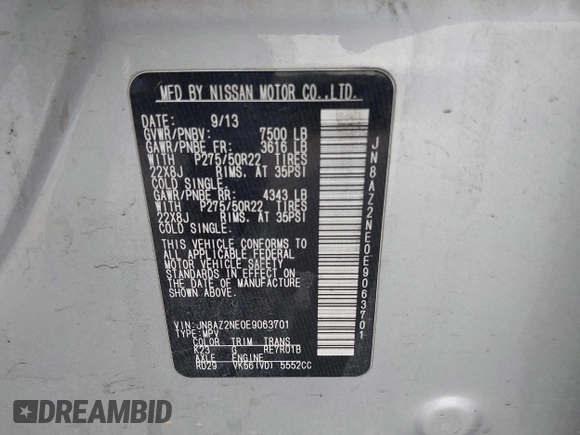 MFD BY NISSAN MOTOR CO.,LTD.
DATE: 9/13
GVWR/PNBV: 7500 LB
GAWR/PNBE FR: 3616 LB
WITH P275/50R22 TIRES
22X8J RIMS. AT 35PSI
COLD SINGLE.
GAWR/PNBE RR: 4343 LB
WITH P275/50R22 TIRES
22X8J RIMS. AT 35PSI
COLD SINGLE.
THIS VEHICLE CONFORMS TO
ALL APPLICABLE FEDERAL
MOTOR VEHICLE SAFETY
STANDARDS IN EFFECT ON
THE DATE OF MANUFACTURE
SHOWN ABOVE.
VIN:JN8AZ2NE0E9063701
TYPE:MPV
COLOR TRIM TRANS
K23 G RE7R01B
AXLE ENGINE
RD29 VK56(VD) 5552CC
JN8AZ2NE0E9063701
DREAMBID